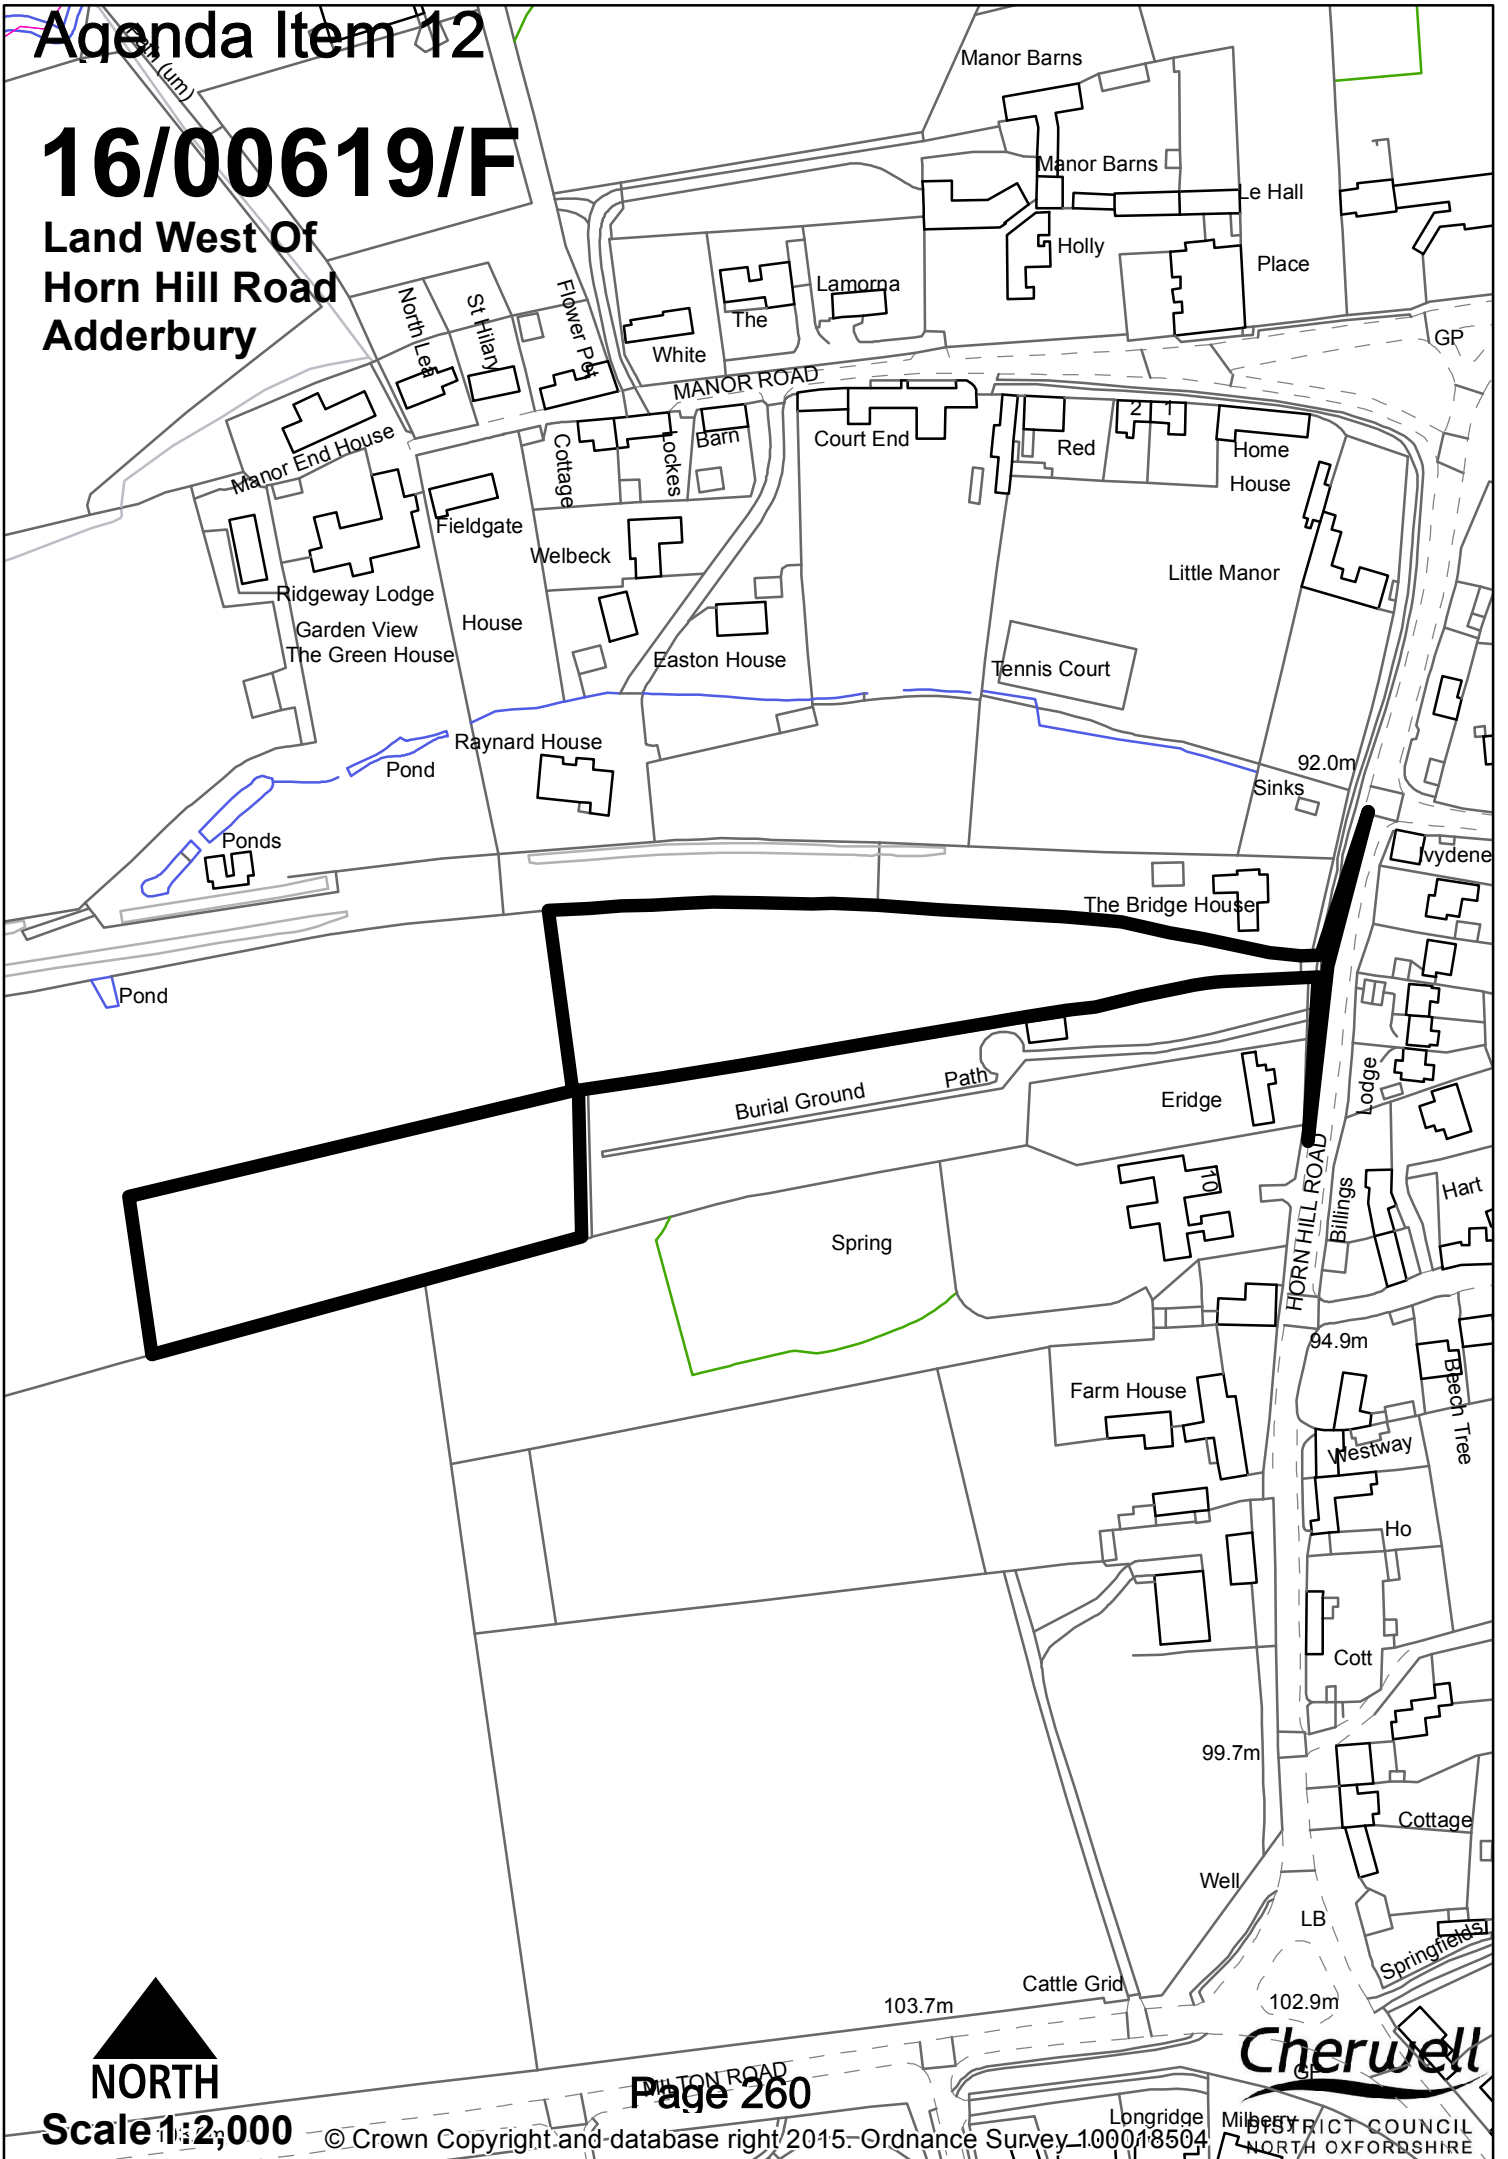 Agenda Item 12
16/00619/F
Land West Of
Horn Hill Road
Adderbury
(um)
Manor Barns
Manor Barns
Le Hall
Holly
Place
Lamorna
The
White
Flower Pot
St Hilary
North Lea
MANOR ROAD
GP
Manor End House
Cottage
Lockes
Barn
Court End
Red
2
1
Home
House
Fieldgate
House
Welbeck
Little Manor
Ridgeway Lodge
Garden View
The Green House
Easton House
Tennis Court
Raynard House
Pond
92.0m
Sinks
Ponds
Ivydene
The Bridge House
Pond
Burial Ground
Path
Eridge
Lodge
10
HORN HILL ROAD
Billings
Hart
Spring
94.9m
Farm House
Beech Tree
Westway
Ho
Cott
99.7m
Cottage
Well
LB
Springfields
Cattle Grid
103.7m
102.9m
NORTH
Scale 1:2,000
MILTON ROAD
Page 260
Cherwell
GP
DISTRICT COUNCIL
NORTH OXFORDSHIRE
Longridge
Milberry
© Crown Copyright and database right 2015. Ordnance Survey 100018504